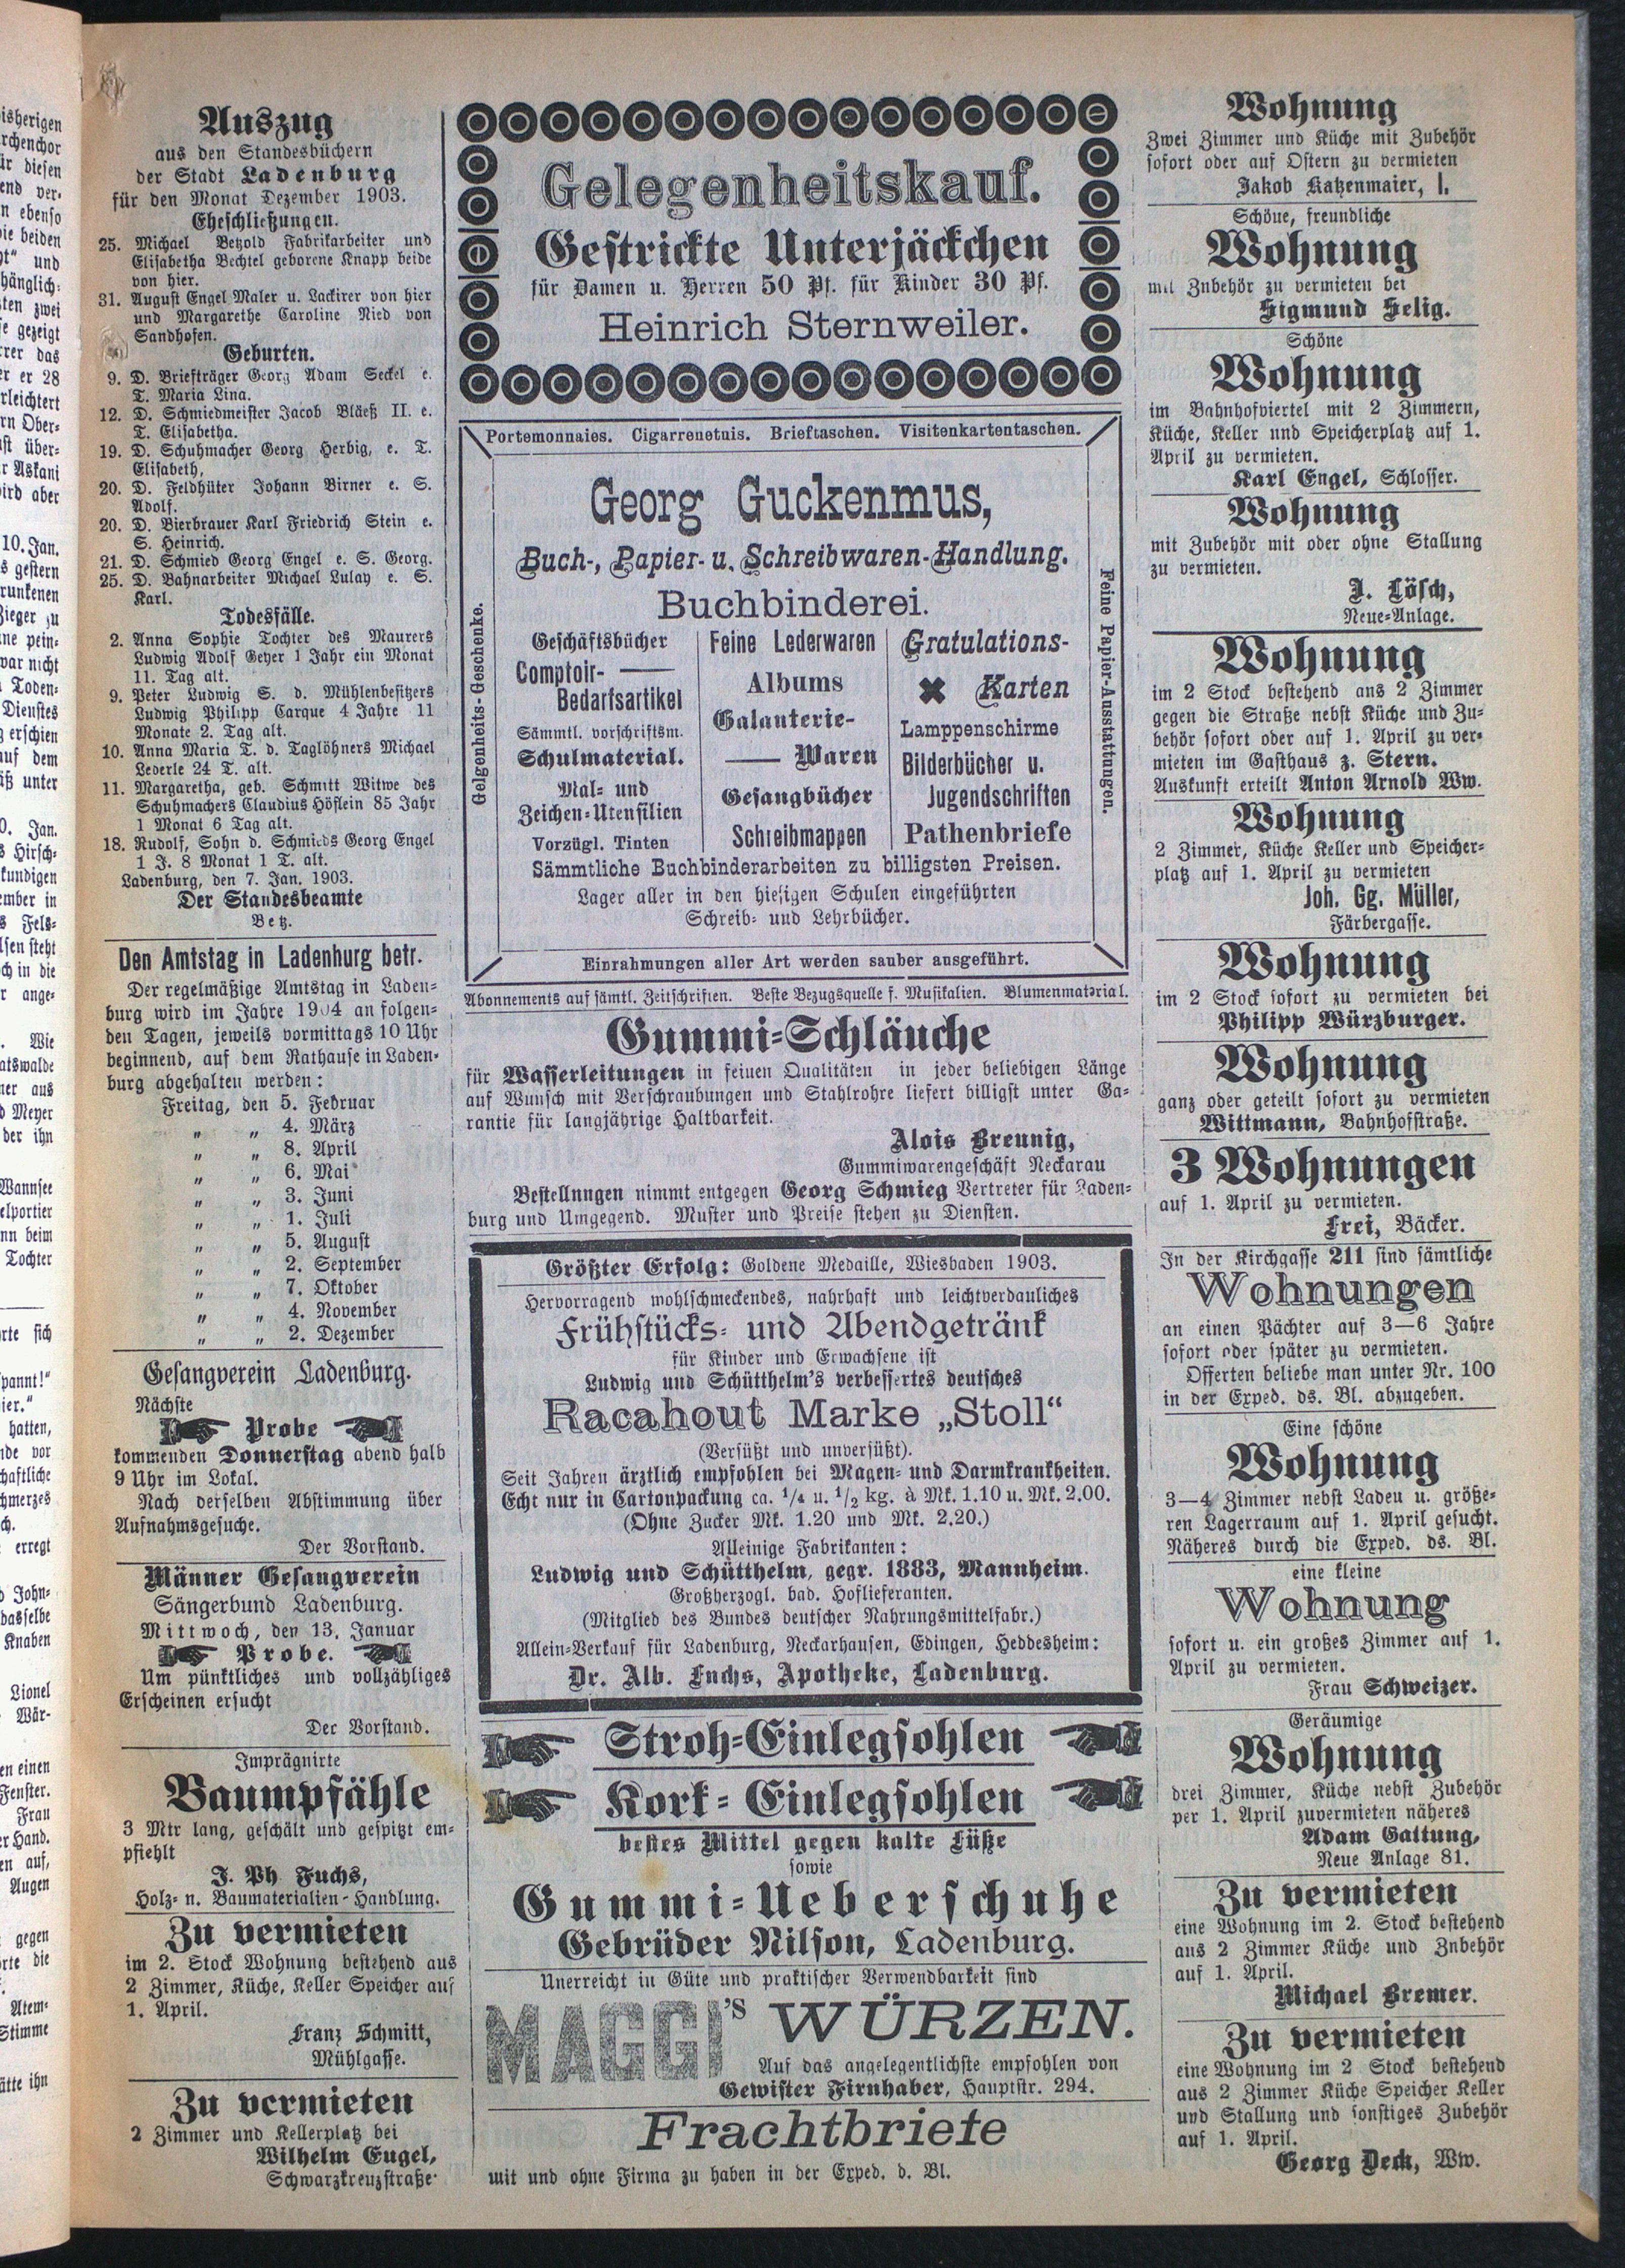 Auszug
aus den Standesbüchern
der Stadt Ladenburg
für den Monat Dezember 1903.
Eheschließungen.
25. Michael Betzold Fabrikarbeiter und
Elisabetha Bechtel geborene Knapp beide
von hier.
31. August Engel Maler u. Lackirer von hier
und Margarethe Caroline Ried von
Sandhofen.
Geburten.
9. D. Briefträger Georg Adam Seckel e.
T. Maria Lina.
12. D. Schmiedmeister Jacob Bläeß II. e.
T. Elisabetha.
19. D. Schuhmacher Georg Herbig, e. T.
Elisabeth,
20. D. Feldhüter Johann Birner e. S.
Adolf.
20. D. Bierbrauer Karl Friedrich Stein e.
S. Heinrich.
21. D. Schmied Georg Engel e. S. Georg.
25. D. Bahnarbeiter Michael Lulay e. S.
Karl.
Todesfälle.
2. Anna Sophie Tochter des Maurers
Ludwig Adolf Geyer 1 Jahr ein Monat
11. Tag alt.
9. Peter Ludwig S. d. Mühlenbesitzers
Ludwig Philipp Carque 4 Jahre 11
Monate 2. Tag alt.
10. Anna Maria T. d. Taglöhners Michael
Lederle 24 T. alt.
11. Margaretha, geb. Schmitt Witwe des
Schuhmachers Claudius Höflein 85 Jahr
1 Monat 6 Tag alt.
18. Rudolf, Sohn d. Schmieds Georg Engel
1 J. 8 Monat 1 T. alt.
Ladenburg, den 7. Jan. 1903.
Der Standesbeamte
Betz.
Den Amtstag in Ladenburg betr.
Der regelmäßige Amtstag in Laden-
burg wird im Jahre 1904 an folgen-
den Tagen, jeweils vormittags 10 Uhr
beginnend, auf dem Rathause in Laden-
burg abgehalten werden:
Freitag, den 5. Februar
„ „ 4. März
„ „ 8. April
„ „ 6. Mai
„ „ 3. Juni
„ „ 1. Juli
„ „ 5. August
„ „ 2. September
„ „ 7. Oktober
„ „ 4. November
„ „ 2. Dezember
Gesangverein Ladenburg.
Nächste
Probe
kommenden Donnerstag abend halb
9 Uhr im Lokal.
Nach derselben Abstimmung über
Aufnahmsgesuche.
Der Vorstand.
Männer Gesangverein
Sängerbund Ladenburg.
Mittwoch, den 13. Januar
Probe.
Um pünktliches und vollzähliges
Erscheinen ersucht
Der Vorstand.
Imprägnirte
Baumpfähle
3 Mtr lang, geschält und gespitzt em-
pfiehlt
J. Ph. Fuchs,
Holz- n. Baumaterialien-Handlung.
Zu vermieten
im 2. Stock Wohnung bestehend aus
2 Zimmer, Küche, Keller Speicher auf
1. April.
Franz Schmitt,
Mühlgasse.
Zu vermieten
2 Zimmer und Kellerplatz bei
Wilhelm Engel,
Schwarzkreuzstraße
Gelegenheitskauf.
Gestrickte Unterjäckchen
für Damen u. Herren 50 Pf. für Kinder 30 Pf.
Heinrich Sternweiler.
Portemonnaies. Cigarrenetuis. Brieftaschen. Visitenkartentaschen.
Gelgenheits-Geschenke.
Feine Papier-Ausstattungen.
Georg Guckenmus,
Buch-, Papier- u. Schreibwaren-Handlung.
Buchbinderei.
Geschäftsbücher
Comptoir-
Bedarfsartikel
Sämmtl. vorschriftsm.
Schulmaterial.
Mal- und
Zeichen-Utensilien
Vorzügl. Tinten
Feine Lederwaren
Albums
Galanterie-
Waren
Gesangbücher
Schreibmappen
Gratulations-
Karten
Lamppenschirme
Bilderbücher u.
Jugendschriften
Pathenbriefe
Sämmtliche Buchbinderarbeiten zu billigsten Preisen.
Lager aller in den hiesigen Schulen eingeführten
Schreib- und Lehrbücher.
Einrahmungen aller Art werden sauber ausgeführt.
Abonnements auf sämtl. Zeitschriften. Beste Bezugsquelle f. Musikalien. Blumenmaterial.
Gummi-Schläuche
für Wasserleitungen in feinen Qualitäten in jeder beliebigen Länge
auf Wunsch mit Verschraubungen und Stahlrohre liefert billigst unter Ga-
rantie für langjährige Haltbarkeit.
Alois Breunig,
Gummiwarengeschäft Neckarau
Bestellnngen nimmt entgegen Georg Schmieg Vertreter für Laden-
burg und Umgegend. Muster und Preise stehen zu Diensten.
Größter Erfolg: Goldene Medaille, Wiesbaden 1903.
Hervorragend wohlschmeckendes, nahrhaft und leichtverdauliches
Frühstücks- und Abendgetränk
für Kinder und Erwachsene ist
Ludwig und Schütthelm's verbessertes deutsches
Racahout Marke „Stoll“
(Versüßt und unversüßt).
Seit Jahren ärztlich empfohlen bei Magen- und Darmkrankheiten.
Echt nur in Cartonpackung ca. 1/4 u. 1/2 kg. à Mk. 1.10 u. Mk. 2,00.
(Ohne Zucker Mk. 1.20 und Mk. 2.20.)
Alleinige Fabrikanten:
Ludwig und Schütthelm, gegr. 1883, Mannheim.
Großherzogl. bad. Hoflieferanten.
(Mitglied des Bundes deutscher Nahrungsmittelfabr.)
Allein-Verkauf für Ladenburg, Neckarhausen, Edingen, Heddesheim:
Dr. Alb. Fuchs, Apotheke, Ladenburg.
Stroh-Einlegsohlen
Kork-Einlegsohlen
bestes Mittel gegen kalte Füße
sowie
Gummi-Ueberschuhe
Gebrüder Nilson, Ladenburg.
Unerreicht in Güte und praktischer Verwendbarkeit sind
MAGGI'S WÜRZEN.
Auf das angelegentlichste empfohlen von
Gewister Firnhaber, Hauptstr. 294.
Frachtbriefe
mit und ohne Firma zu haben in der Exped. d. Bl.
Wohnung
Zwei Zimmer und Küche mit Zubehör
sofort oder auf Ostern zu vermieten
Jakob Katzenmaier, I.
Schöne, freundliche
Wohnung
mit Znbehör zu vermieten bei
Sigmund Selig.
Schöne
Wohnung
im Bahnhofviertel mit 2 Zimmern,
Küche, Keller und Speicherplatz auf 1.
April zu vermieten.
Karl Engel, Schlosser.
Wohnung
mit Zubehör mit oder ohne Stallung
zu vermieten.
J. Lösch,
Neue-Anlage.
Wohnung
im 2 Stock bestehend ans 2 Zimmer
gegen die Straße nebst Küche und Zu-
behör sofort oder auf 1. April zu ver-
mieten im Gasthaus z. Stern.
Auskunft erteilt Anton Arnold Ww.
Wohnung
2 Zimmer, Küche Keller und Speicher-
platz auf 1. April zu vermieten
Joh. Gg. Müller,
Färbergasse.
Wohnung
im 2 Stock sofort zu vermieten bei
Philipp Würzburger.
Wohnung
ganz oder geteilt sofort zu vermieten
Wittmann, Bahnhofstraße.
3 Wohnungen
auf 1. April zu vermieten.
Frei, Bäcker.
In der Kirchgasse 211 sind sämtliche
Wohnungen
an einen Pächter auf 3—6 Jahre
sofort oder später zu vermieten.
Offerten beliebe man unter Nr. 100
in der Exped. ds. Bl. abzugeben.
Eine schöne
Wohnung
3—4 Zimmer nebst Laden u. größe-
ren Lagerraum auf 1. April gesucht.
Näheres durch die Exped. ds. Bl.
eine kleine
Wohnung
sofort u. ein großes Zimmer auf 1.
April zu vermieten.
Frau Schweizer.
Geräumige
Wohnung
drei Zimmer, Küche nebst Zubehör
per 1. April zuvermieten näheres
Adam Gattung,
Neue Anlage 81.
Zu vermieten
eine Wohnung im 2. Stock bestehend
aus 2 Zimmer Küche und Znbehör
auf 1. April.
Michael Bremer.
Zu vermieten
eine Wohnung im 2 Stock bestehend
aus 2 Zimmer Küche Speicher Keller
und Stallung und sonstiges Zubehör
auf 1. April.
Georg Deck, Ww.